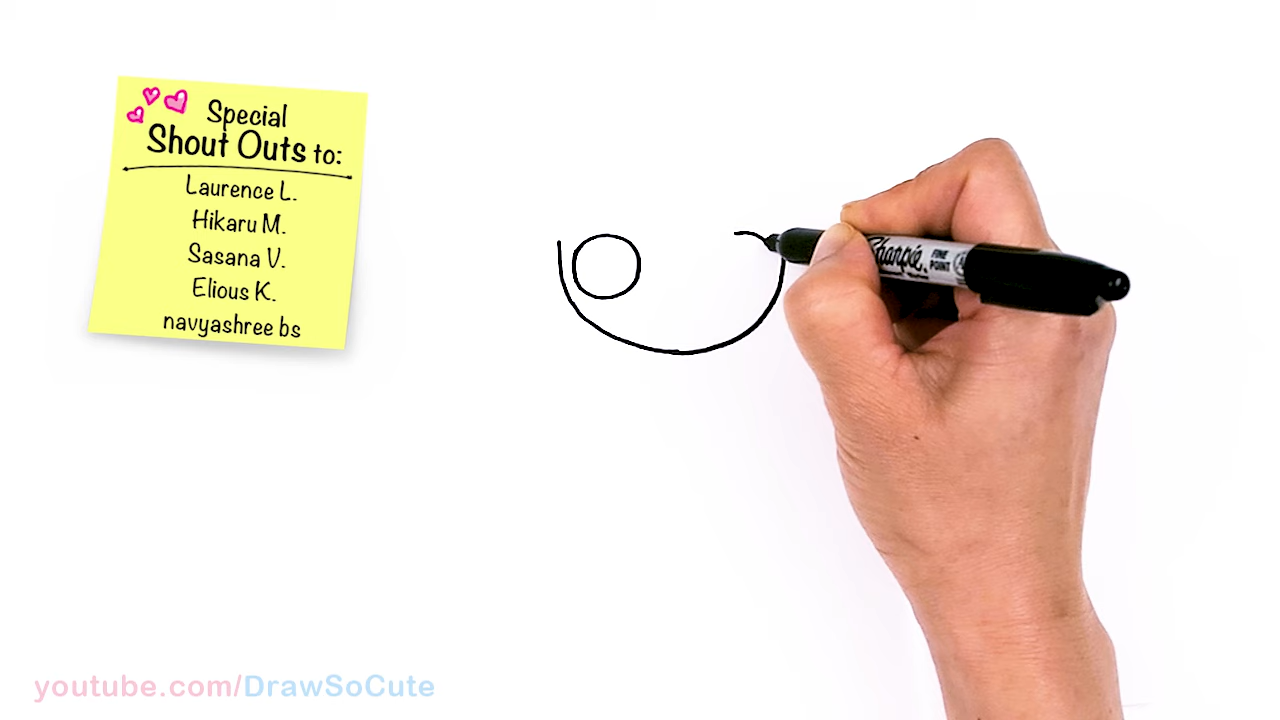 Special
Shout Outs to:
Laurence L.
Hikaru M.
Sasana V.
Elious K.
navyashree bs
Sharpie
FINE
POINT
youtube.com/DrawSoCute